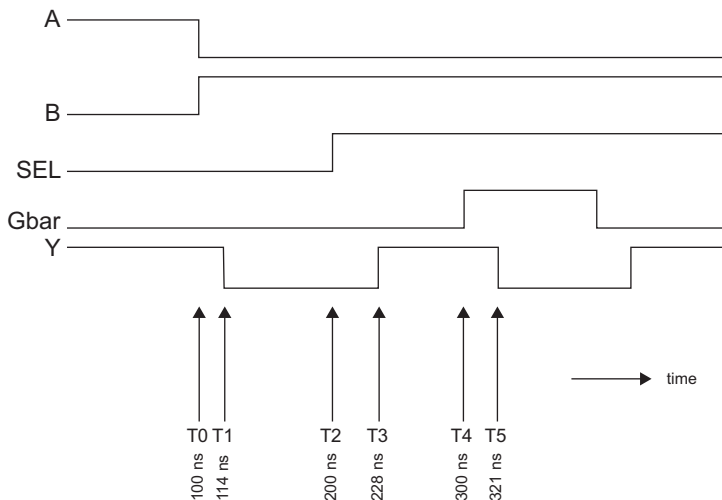 A
B
SEL
Gbar
Y
time
T0 T1 T2 T3 T4 T5
100 ns 114 ns 200 ns 228 ns 300 ns 321 ns